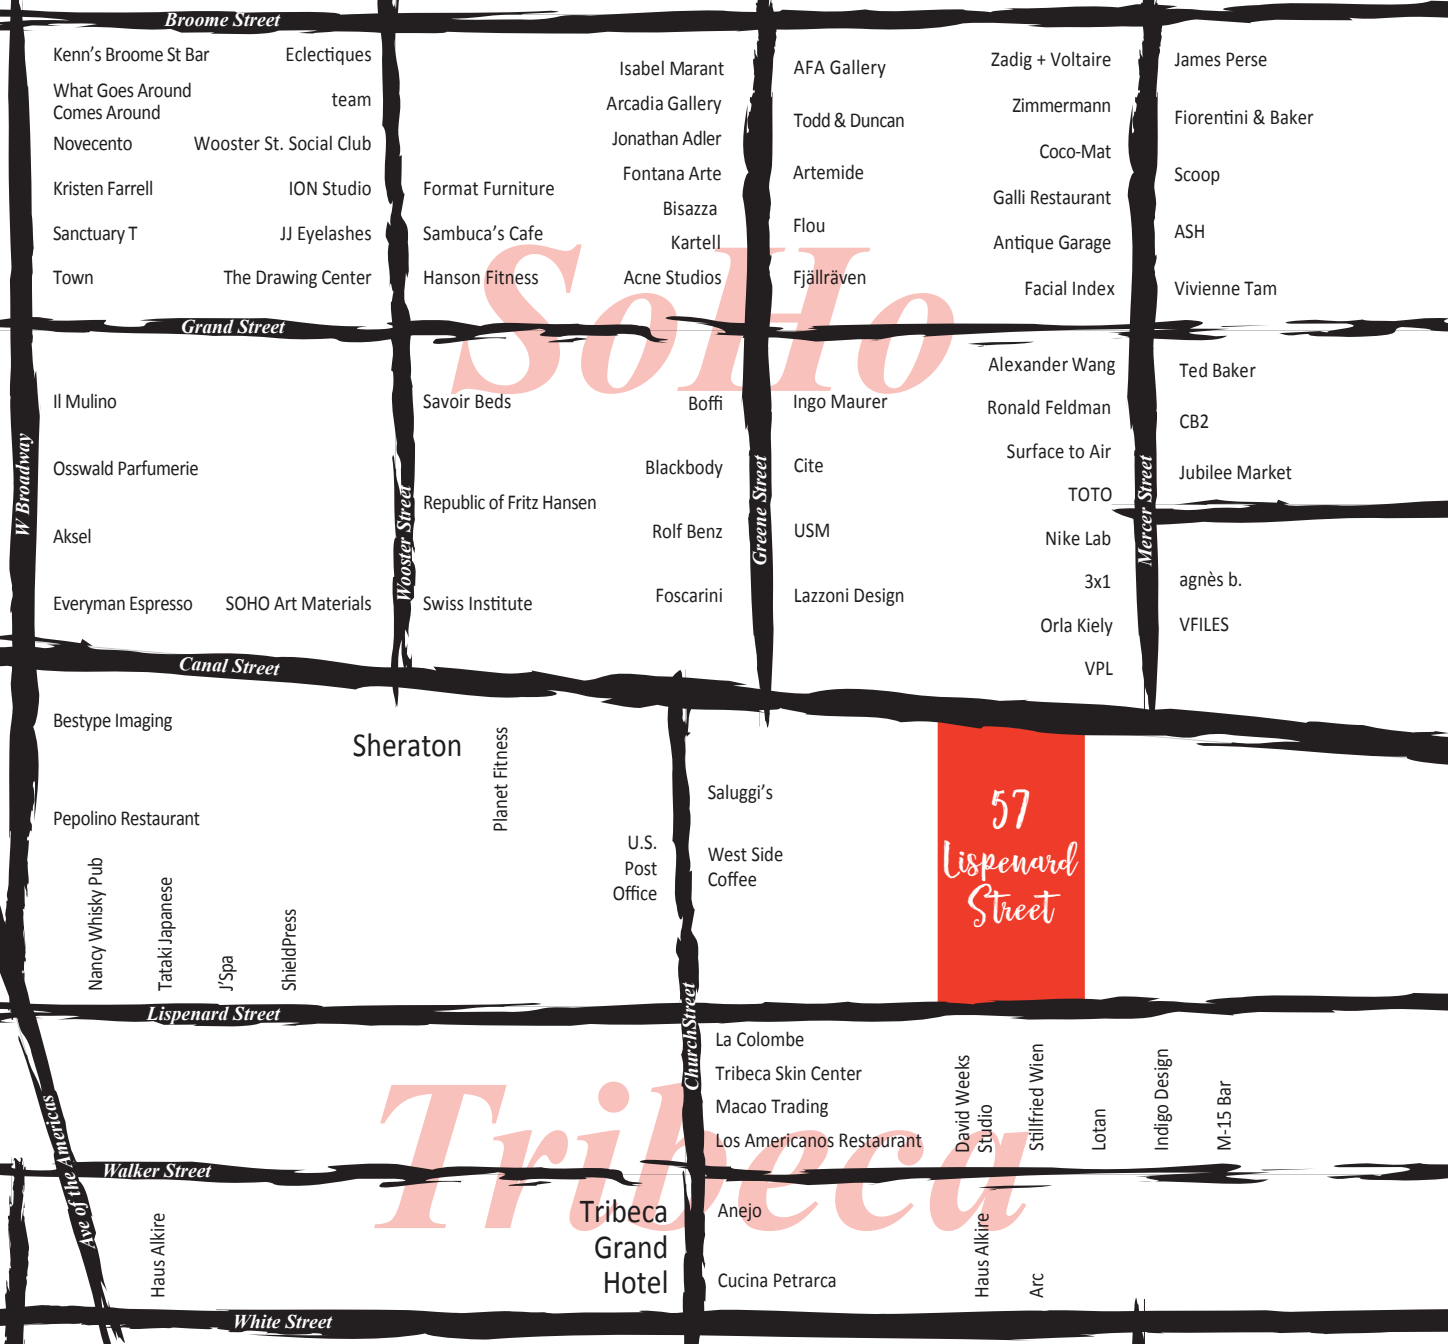 Broome Street
Kenn's Broome St Bar
What Goes Around
Comes Around
Novecento
Kristen Farrell
Sanctuary T
Town
Eclectiques
team
Wooster St. Social Club
ION Studio
JJ Eyelashes
The Drawing Center
Format Furniture
Sambuca's Cafe
Hanson Fitness
Isabel Marant
Arcadia Gallery
Jonathan Adler
Fontana Arte
Bisazza
Kartell
Acne Studios
AFA Gallery
Todd & Duncan
Artemide
Flou
Fjällräven
Zadig + Voltaire
Zimmermann
Coco-Mat
Galli Restaurant
Antique Garage
Facial Index
James Perse
Fiorentini & Baker
Scoop
ASH
Vivienne Tam
SoHo
Grand Street
W Broadway
Il Mulino
Osswald Parfumerie
Aksel
Everyman Espresso
SOHO Art Materials
Wooster Street
Savoir Beds
Republic of Fritz Hansen
Swiss Institute
Boffi
Blackbody
Rolf Benz
Foscarini
Greene Street
Ingo Maurer
Cite
USM
Lazzoni Design
Alexander Wang
Ronald Feldman
Surface to Air
TOTO
Nike Lab
3x1
Orla Kiely
VPL
Mercer Street
Ted Baker
CB2
Jubilee Market
agnès b.
VFILES
Canal Street
Bestype Imaging
Pepolino Restaurant
Nancy Whisky Pub
Tataki Japanese
J'Spa
ShieldPress
Sheraton
Planet Fitness
U.S.
Post
Office
Saluggi's
West Side
Coffee
57
Lispenard
Street
Lispenard Street
ChurchStreet
La Colombe
Tribeca Skin Center
Macao Trading
Los Americanos Restaurant
David Weeks
Studio
Stillfried Wien
Lotan
Indigo Design
M-15 Bar
Tribeca
Ave of the Americas
Walker Street
Haus Alkire
Tribeca
Grand
Hotel
Anejo
Cucina Petrarca
Haus Alkire
Arc
White Street